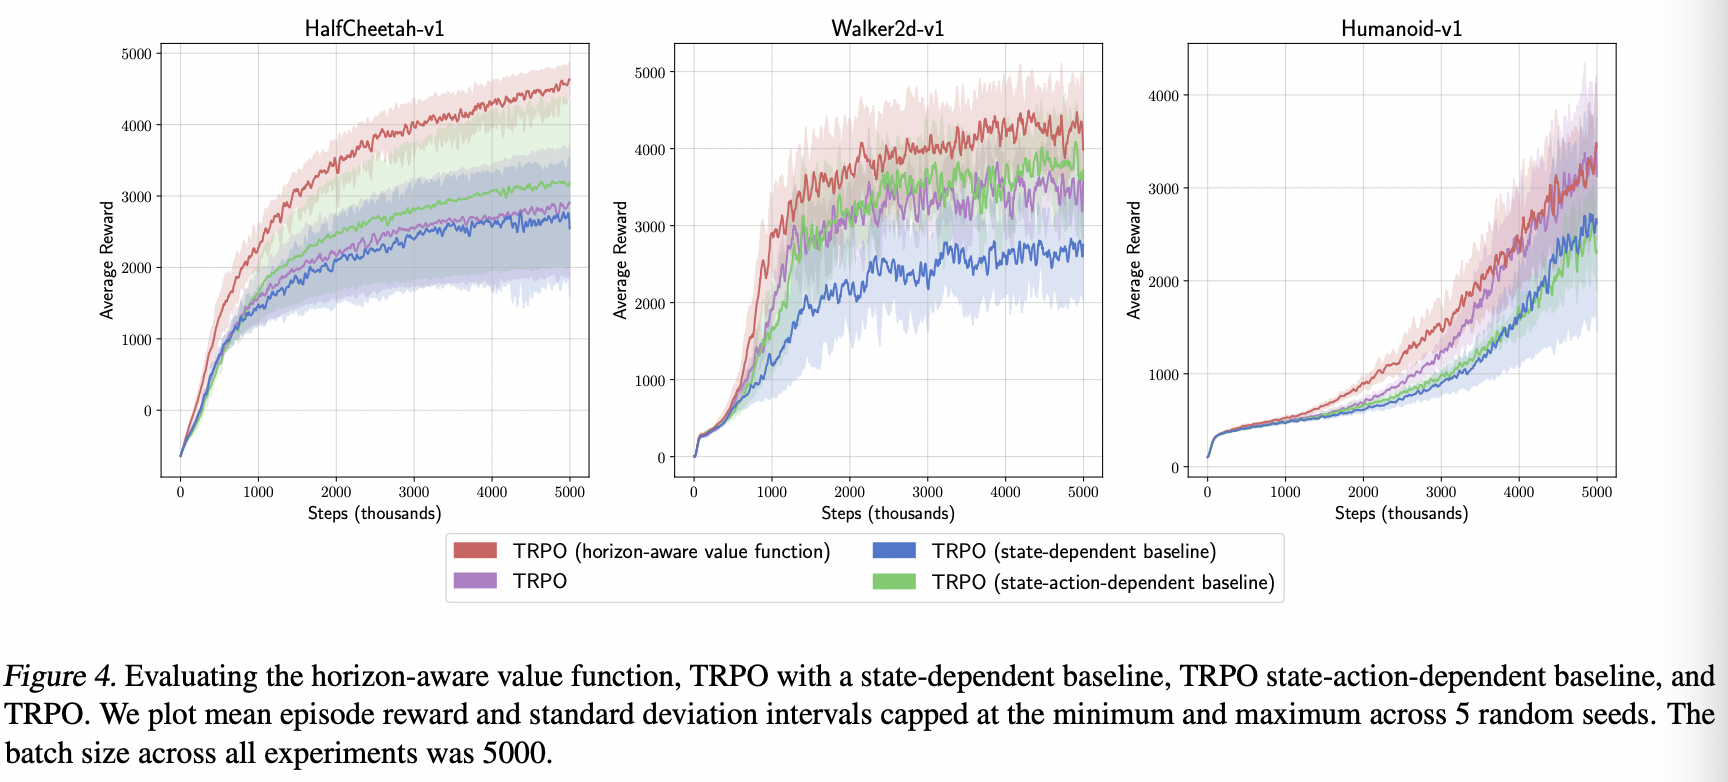 HalfCheetah-v1
5000
4000
3000
2000
1000
0
Average Reward
0 1000 2000 3000 4000 5000
Steps (thousands)
Walker2d-v1
5000
4000
3000
2000
1000
0
Average Reward
0 1000 2000 3000 4000 5000
Steps (thousands)
Humanoid-v1
4000
3000
2000
1000
0
Average Reward
0 1000 2000 3000 4000 5000
Steps (thousands)
TRPO (horizon-aware value function)
TRPO
TRPO (state-dependent baseline)
TRPO (state-action-dependent baseline)
Figure 4. Evaluating the horizon-aware value function, TRPO with a state-dependent baseline, TRPO state-action-dependent baseline, and
TRPO. We plot mean episode reward and standard deviation intervals capped at the minimum and maximum across 5 random seeds. The
batch size across all experiments was 5000.